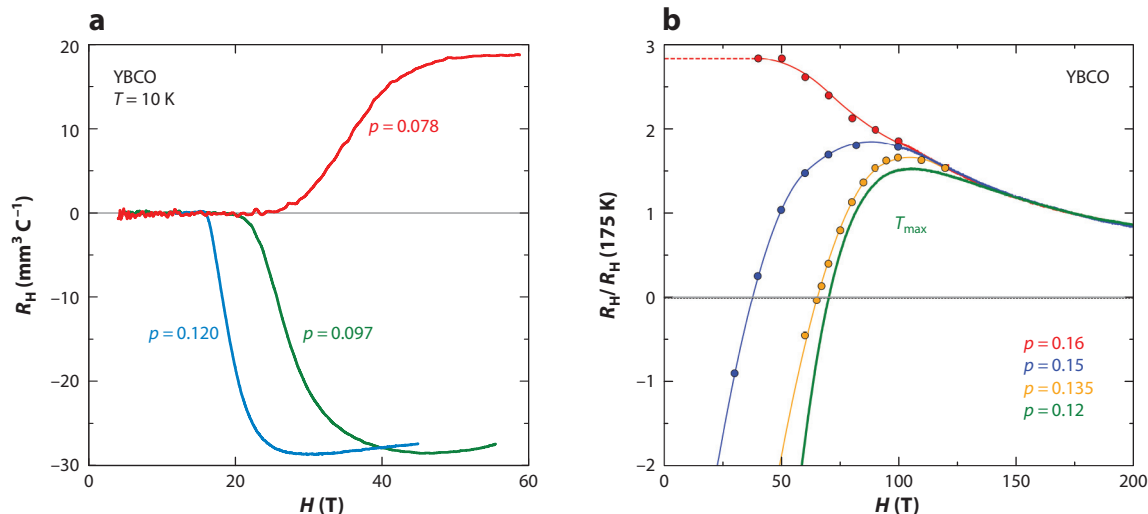 a
YBCO
T = 10 K
p = 0.078
p = 0.120
p = 0.097
R_H (mm³ C⁻¹)
20
10
0
−10
−20
−30
0
20
40
60
H (T)
b
YBCO
T_max
p = 0.16
p = 0.15
p = 0.135
p = 0.12
R_H/ R_H (175 K)
3
2
1
0
−1
−2
0
50
100
150
200
H (T)